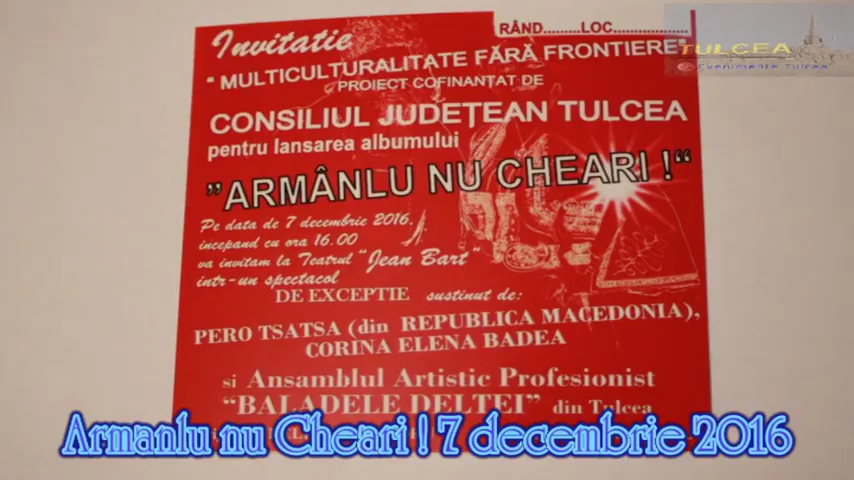 RÂND.........LOC....................
Invitatie
“ MULTICULTURALITATE FĂRĂ FRONTIERE”
PROIECT COFINANTAT DE
CONSILIUL JUDEȚEAN TULCEA
pentru lansarea albumului
”ARMÂNLU NU CHEARI !“
Pe data de 7 decembrie 2016,
incepand cu ora 16.00
va invitam la Teatrul "Jean Bart"
intr-un spectacol
DE EXCEPTIE sustinut de:
PERO TSATSA (din REPUBLICA MACEDONIA),
CORINA ELENA BADEA
si Ansamblul Artistic Profesionist
“BALADELE DELTEI” din Tulcea
TULCEA
@ Evenimente Tulcea
Armanlu nu Cheari ! 7 decembrie 2016